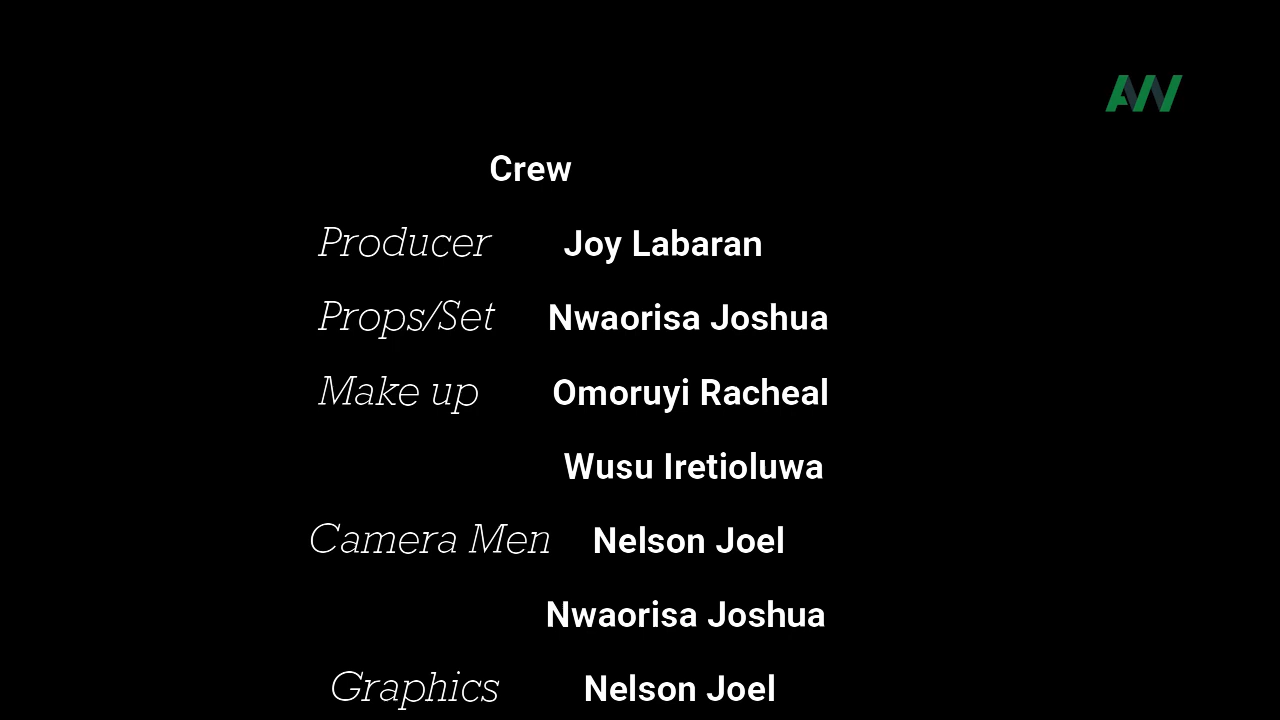 AW
Crew
Producer Joy Labaran
Props/Set Nwaorisa Joshua
Make up Omoruyi Racheal
Wusu Iretioluwa
Camera Men Nelson Joel
Nwaorisa Joshua
Graphics Nelson Joel